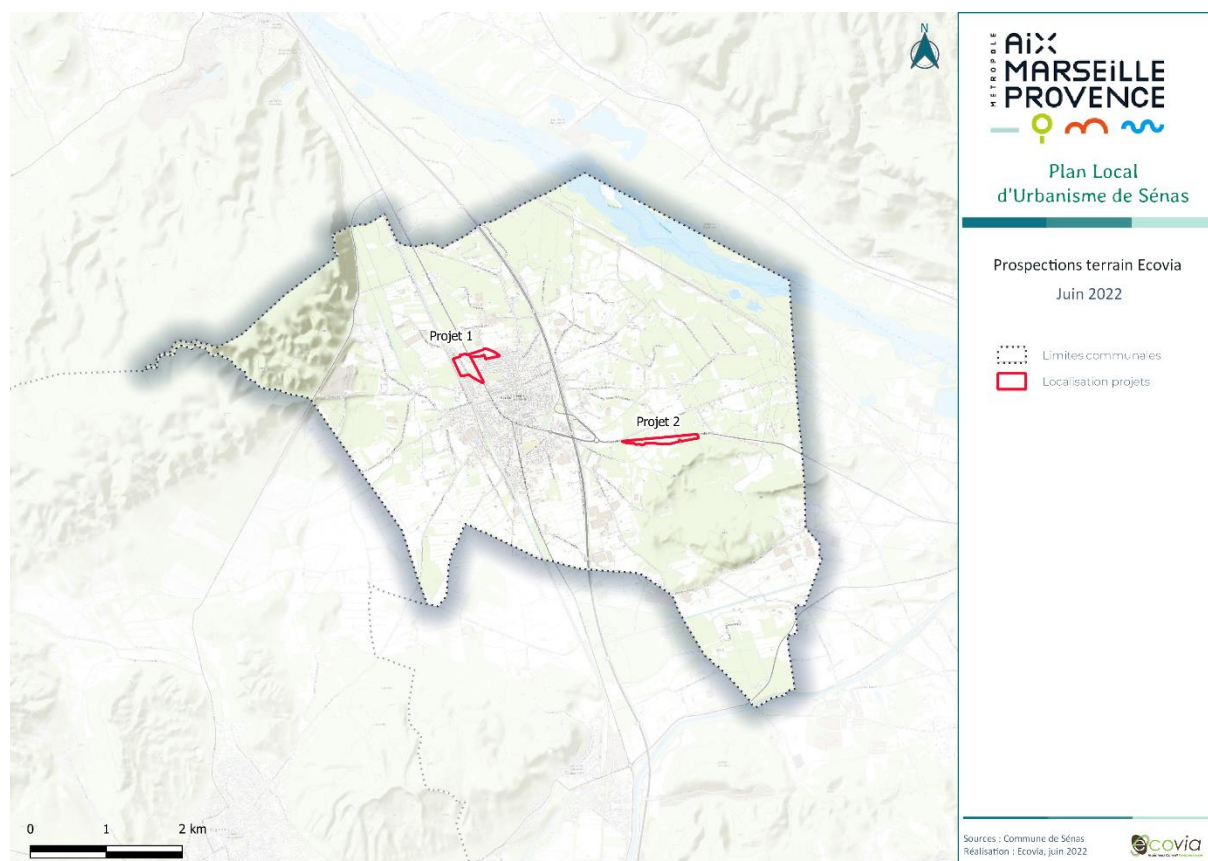 N
Projet 1
Projet 2
0 1 2 km
MÉTROPOLE
AiX
MARSEiLLE
PROVENCE
Plan Local
d'Urbanisme de Sénas
Prospections terrain Ecovia
Juin 2022
Limites communales
Localisation projets
Sources : Commune de Sénas
Réalisation : Ecovia, juin 2022
ecovia